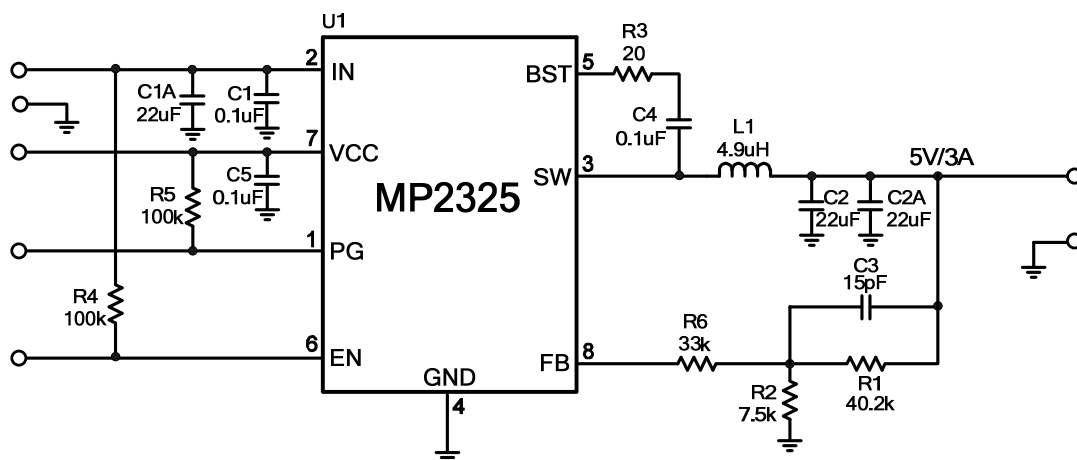 U1
MP2325
2
IN
7
VCC
1
PG
6
EN
GND
4
5
BST
3
SW
8
FB
C1A
22uF
C1
0.1uF
C5
0.1uF
R5
100k
R4
100k
R3
20
C4
0.1uF
L1
4.9uH
5V/3A
C2
22uF
C2A
22uF
C3
15pF
R6
33k
R2
7.5k
R1
40.2k